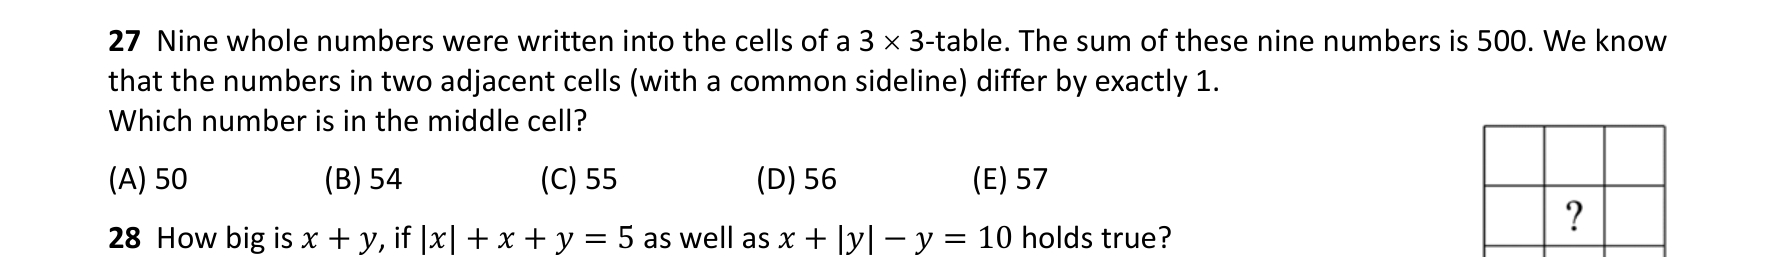 27 Nine whole numbers were written into the cells of a 3 × 3-table. The sum of these nine numbers is 500. We know
that the numbers in two adjacent cells (with a common sideline) differ by exactly 1.
Which number is in the middle cell?
(A) 50 (B) 54 (C) 55 (D) 56 (E) 57
?
28 How big is x + y, if |x| + x + y = 5 as well as x + |y| − y = 10 holds true?